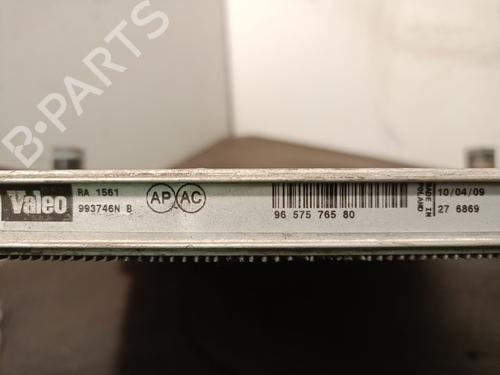 B-PARTS
Valeo
RA 1561
993746N B
AP
AC
96 575 765 80
MADE IN
POLAND
10/04/09
27 6869